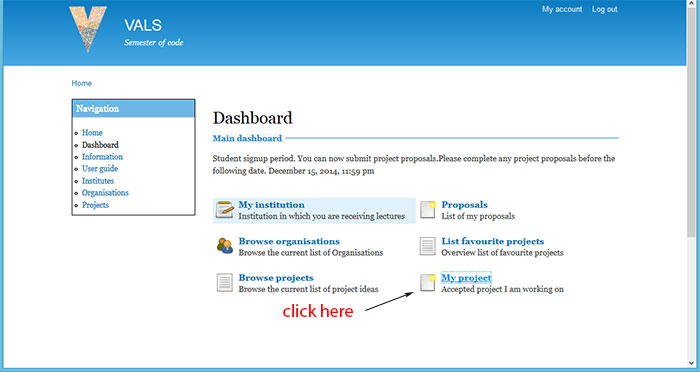 My account Log out
VALS
Semester of code
Home
Navigation
Home
Dashboard
Information
User guide
Institutes
Organisations
Projects
Dashboard
Main dashboard
Student signup period. You can now submit project proposals.Please complete any project proposals before the
following date. December 15, 2014, 11:59 pm
My institution
Institution in which you are receiving lectures
Proposals
List of my proposals
Browse organisations
Browse the current list of Organisations
List favourite projects
Overview list of favourite projects
Browse projects
Browse the current list of project ideas
My project
Accepted project I am working on
click here